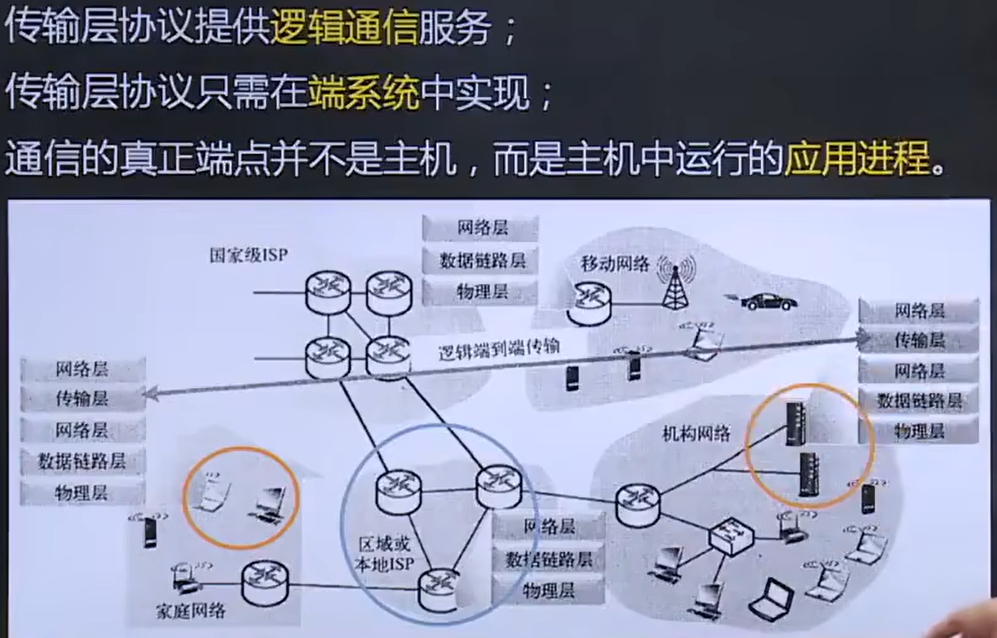 传输层协议提供逻辑通信服务；
传输层协议只需在端系统中实现；
通信的真正端点并不是主机，而是主机中运行的应用进程。
国家级ISP
网络层
数据链路层
物理层
移动网络
网络层
传输层
网络层
数据链路层
物理层
逻辑端到端传输
网络层
传输层
网络层
数据链路层
物理层
机构网络
区域或
本地ISP
网络层
数据链路层
物理层
家庭网络